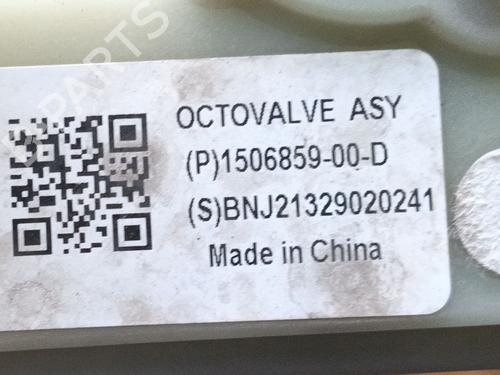 OCTOVALVE ASY
(P)1506859-00-D
(S)BNJ21329020241
Made in China